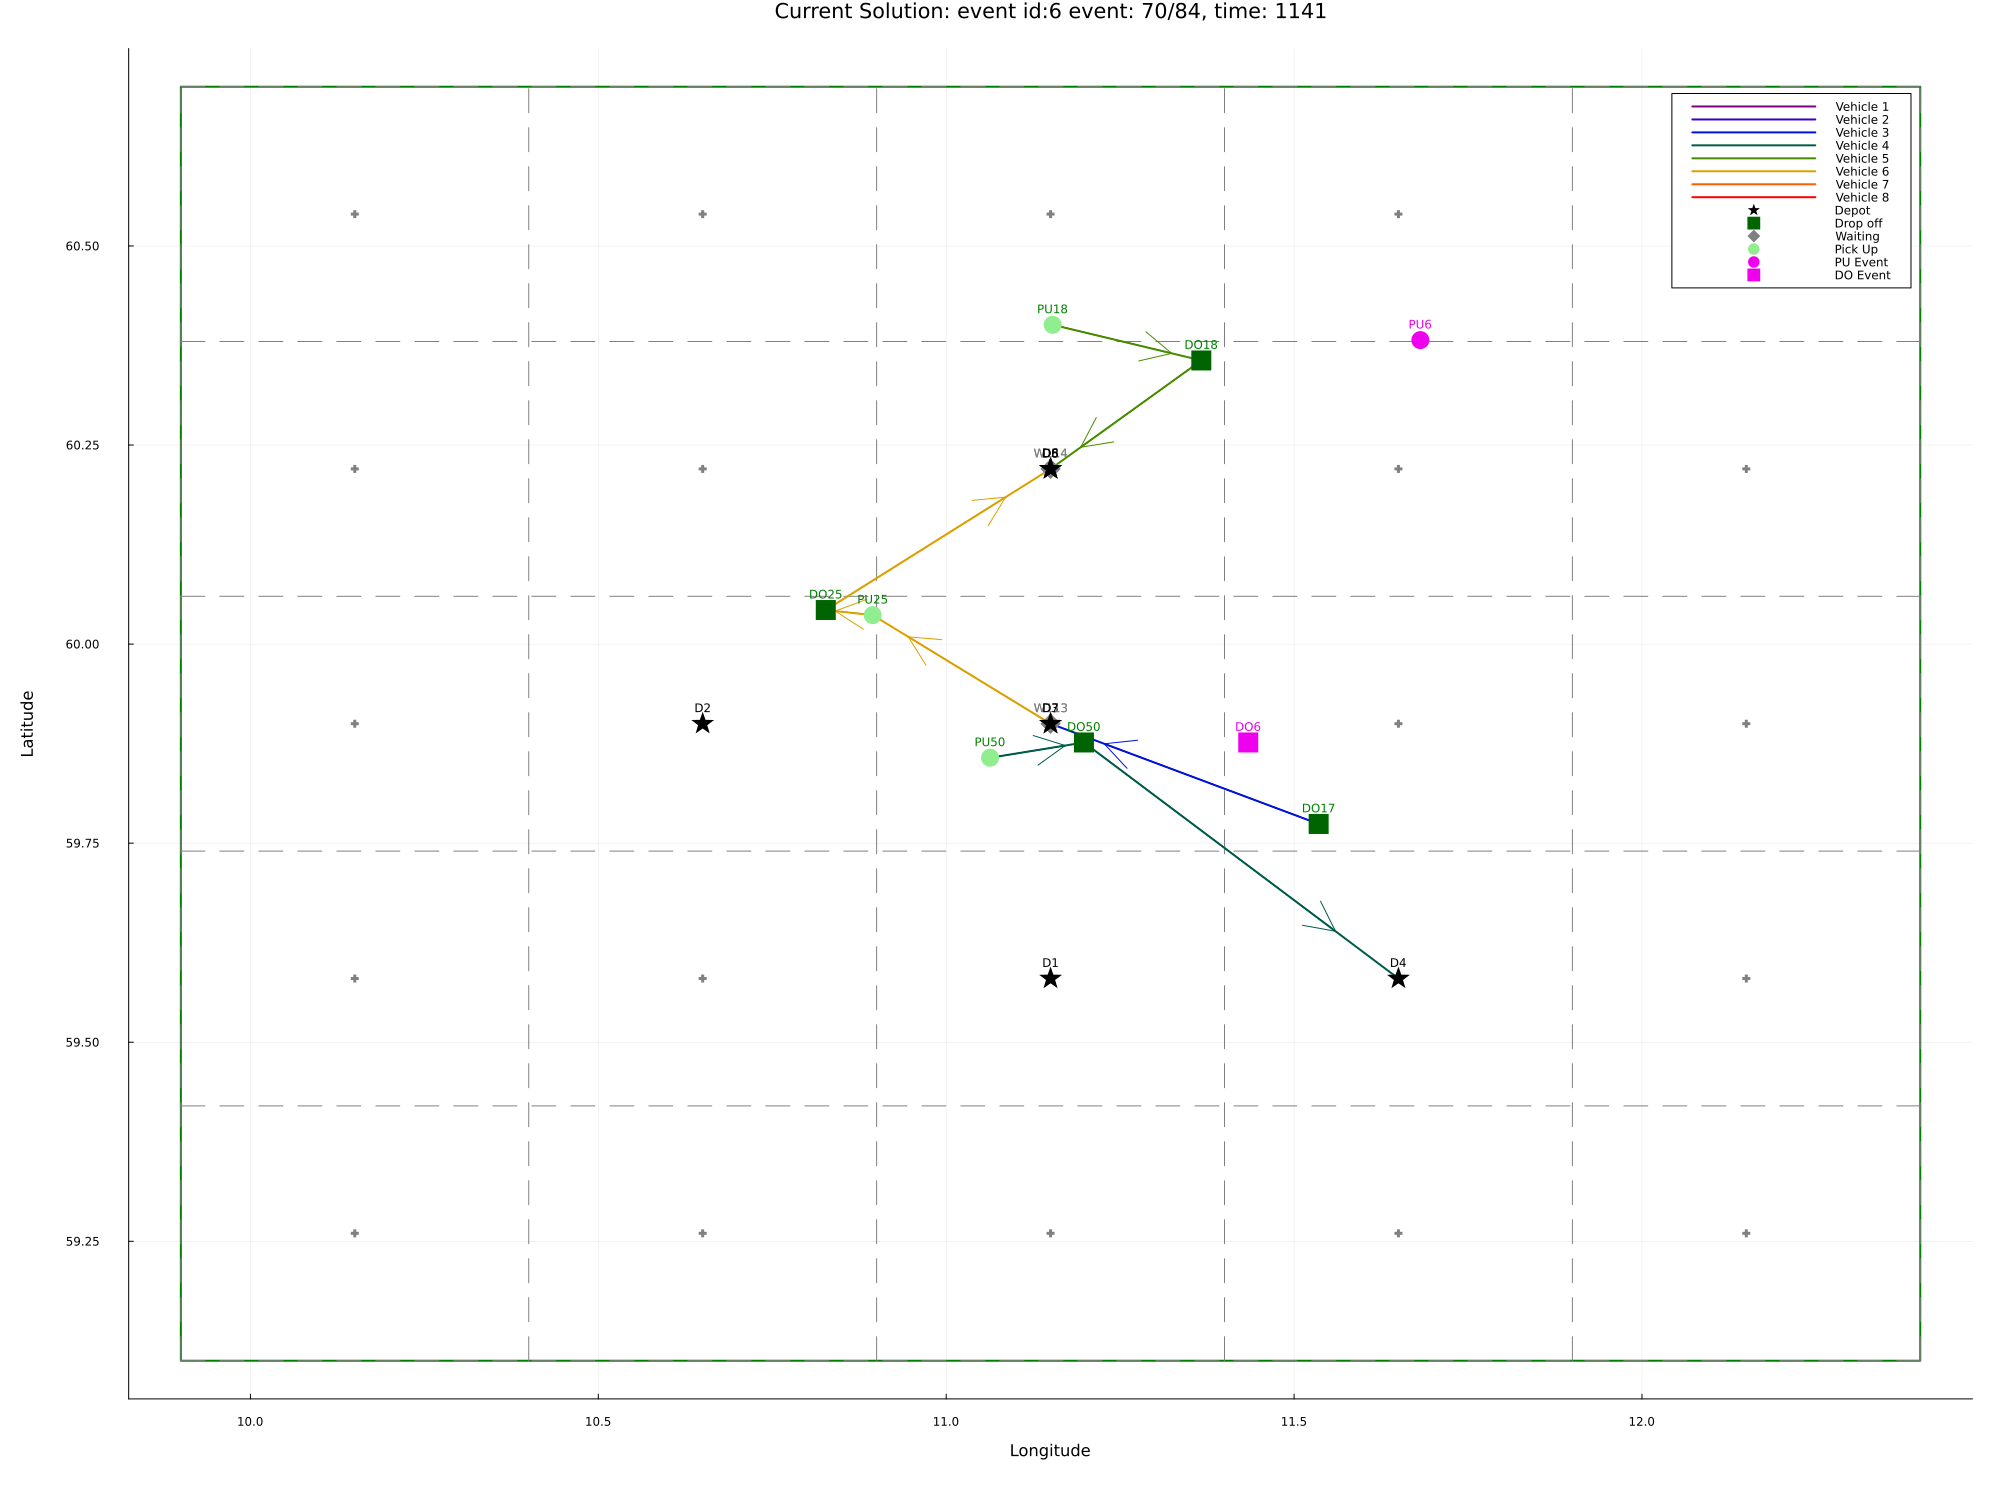 Current Solution: event id:6 event: 70/84, time: 1141
Vehicle 1
Vehicle 2
Vehicle 3
Vehicle 4
Vehicle 5
Vehicle 6
Vehicle 7
Vehicle 8
Depot
Drop off
Waiting
Pick Up
PU Event
DO Event
60.50
PU18
PU6
DO18
60.25
DO25
PU25
60.00
D2
DO50
DO6
PU50
DO17
Latitude
59.75
D1
D4
59.50
59.25
10.0
10.5
11.0
11.5
12.0
Longitude